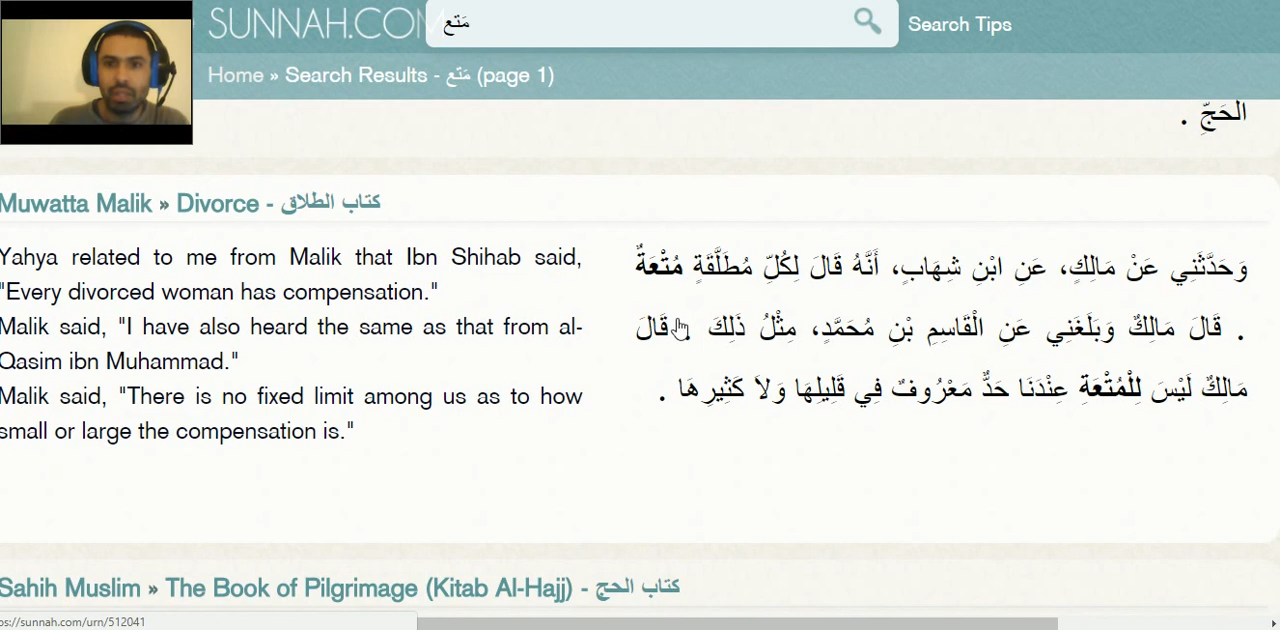 SUNNAH.COM
مَتع
Search Tips
Home » Search Results - مَتع (page 1)
الحَجِّ .
Muwatta Malik » Divorce - كتاب الطلاق
Yahya related to me from Malik that Ibn Shihab said,
"Every divorced woman has compensation."
Malik said, "I have also heard the same as that from al-
Qasim ibn Muhammad."
Malik said, "There is no fixed limit among us as to how
small or large the compensation is."
وَحَدَّثَنِي عَنْ مَالِكٍ، عَنِ ابْنِ شِهَابٍ، أَنَّهُ قَالَ لِكُلِّ مُطَلَّقَةٍ مُتْعَةٌ
. قَالَ مَالِكٌ وَبَلَغَنِي عَنِ الْقَاسِمِ بْنِ مُحَمَّدٍ، مِثْلُ ذَلِكَ قَالَ
مَالِكٌ لَيْسَ لِلْمُتْعَةِ عِنْدَنَا حَدٌّ مَعْرُوفٌ فِي قَلِيلِهَا وَلاَ كَثِيرِهَا .
Sahih Muslim » The Book of Pilgrimage (Kitab Al-Hajj) - كتاب الحج
ps://sunnah.com/urn/512041